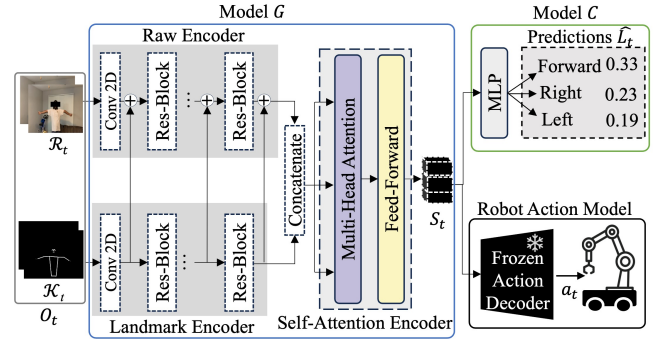 Model G
Model C
Raw Encoder
Predictions L̂ₜ
Conv 2D
Res-Block
Res-Block
Res-Block
⋮
MLP
Forward 0.33
Right 0.23
Left 0.19
ℛₜ
Concatenate
Multi-Head Attention
Feed-Forward
Sₜ
Robot Action Model
Conv 2D
Res-Block
Res-Block
⋮
Frozen
Action
Decoder
aₜ
𝒦ₜ
Oₜ
Landmark Encoder
Self-Attention Encoder